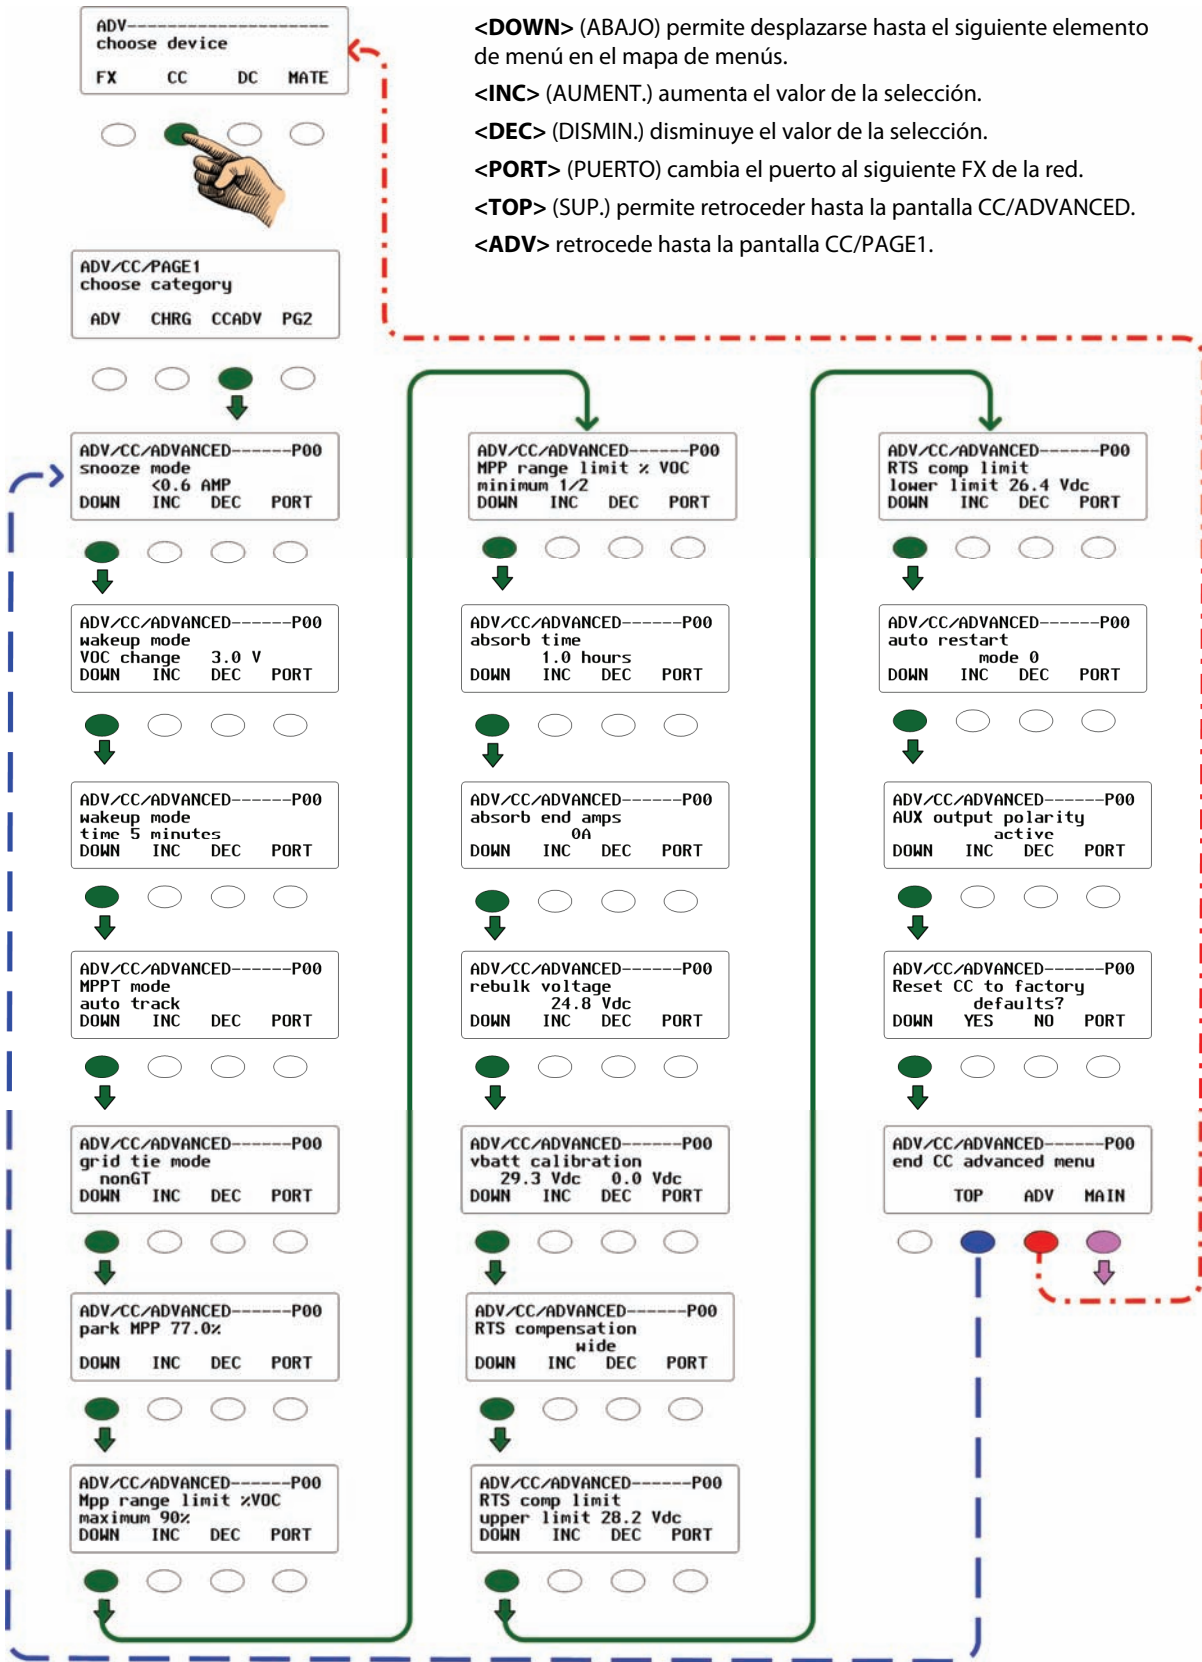 ADV--------------------
choose device
FX CC DC MATE
<DOWN> (ABAJO) permite desplazarse hasta el siguiente elemento
de menú en el mapa de menús.
<INC> (AUMENT.) aumenta el valor de la selección.
<DEC> (DISMIN.) disminuye el valor de la selección.
<PORT> (PUERTO) cambia el puerto al siguiente FX de la red.
<TOP> (SUP.) permite retroceder hasta la pantalla CC/ADVANCED.
<ADV> retrocede hasta la pantalla CC/PAGE1.
ADV/CC/PAGE1
choose category
ADV CHRG CCADV PG2
ADV/CC/ADVANCED------P00
snooze mode
<0.6 AMP
DOWN INC DEC PORT
ADV/CC/ADVANCED------P00
wakeup mode
VOC change 3.0 V
DOWN INC DEC PORT
ADV/CC/ADVANCED------P00
wakeup mode
time 5 minutes
DOWN INC DEC PORT
ADV/CC/ADVANCED------P00
MPPT mode
auto track
DOWN INC DEC PORT
ADV/CC/ADVANCED------P00
grid tie mode
nonGT
DOWN INC DEC PORT
ADV/CC/ADVANCED------P00
park MPP 77.0%
DOWN INC DEC PORT
ADV/CC/ADVANCED------P00
Mpp range limit %VOC
maximum 90%
DOWN INC DEC PORT
ADV/CC/ADVANCED------P00
MPP range limit % VOC
minimum 1/2
DOWN INC DEC PORT
ADV/CC/ADVANCED------P00
absorb time
1.0 hours
DOWN INC DEC PORT
ADV/CC/ADVANCED------P00
absorb end amps
0A
DOWN INC DEC PORT
ADV/CC/ADVANCED------P00
rebulk voltage
24.8 Vdc
DOWN INC DEC PORT
ADV/CC/ADVANCED------P00
vbatt calibration
29.3 Vdc 0.0 Vdc
DOWN INC DEC PORT
ADV/CC/ADVANCED------P00
RTS compensation
wide
DOWN INC DEC PORT
ADV/CC/ADVANCED------P00
RTS comp limit
upper limit 28.2 Vdc
DOWN INC DEC PORT
ADV/CC/ADVANCED------P00
RTS comp limit
lower limit 26.4 Vdc
DOWN INC DEC PORT
ADV/CC/ADVANCED------P00
auto restart
mode 0
DOWN INC DEC PORT
ADV/CC/ADVANCED------P00
AUX output polarity
active
DOWN INC DEC PORT
ADV/CC/ADVANCED------P00
Reset CC to factory
defaults?
DOWN YES NO PORT
ADV/CC/ADVANCED------P00
end CC advanced menu
TOP ADV MAIN